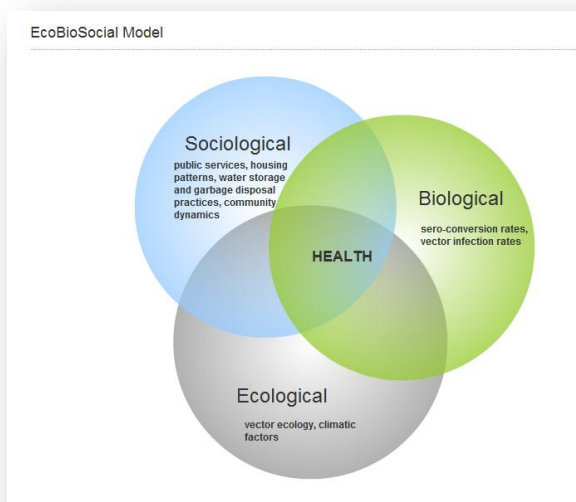 EcoBioSocial Model
Sociological
public services, housing
patterns, water storage
and garbage disposal
practices, community
dynamics
Biological
sero-conversion rates,
vector infection rates
HEALTH
Ecological
vector ecology, climatic
factors